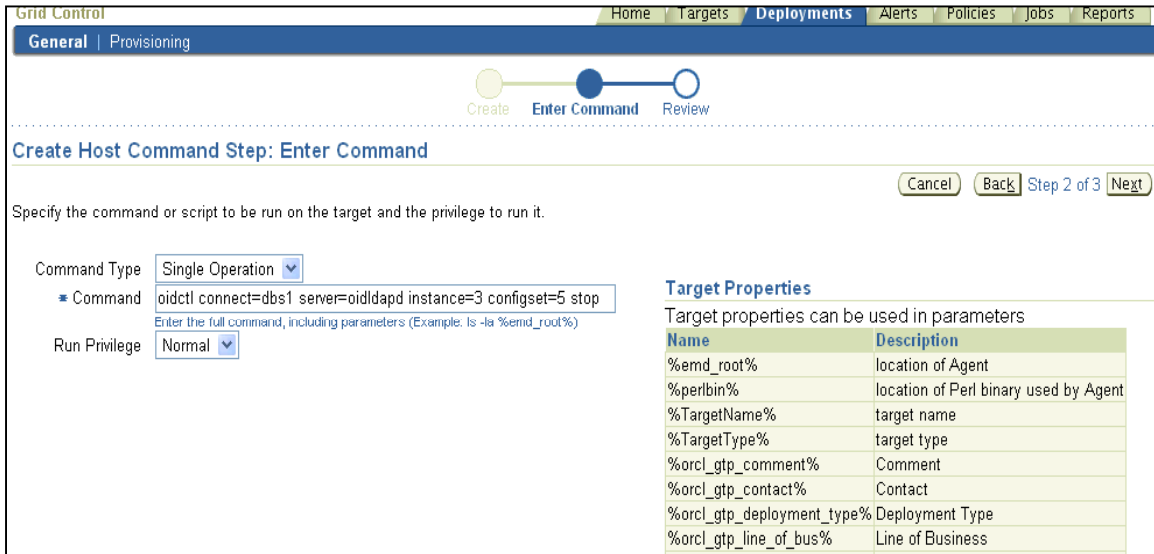 Grid Control
Home Targets Deployments Alerts Policies Jobs Reports
General | Provisioning
Create Enter Command Review
Create Host Command Step: Enter Command
Cancel Back Step 2 of 3 Next
Specify the command or script to be run on the target and the privilege to run it.
Command Type Single Operation
* Command oidctl connect=dbs1 server=oidldapd instance=3 configset=5 stop
Enter the full command, including parameters (Example: ls -la %emd_root%)
Run Privilege Normal
Target Properties
Target properties can be used in parameters
Name Description
%emd_root% location of Agent
%perlbin% location of Perl binary used by Agent
%TargetName% target name
%TargetType% target type
%orcl_gtp_comment% Comment
%orcl_gtp_contact% Contact
%orcl_gtp_deployment_type% Deployment Type
%orcl_gtp_line_of_bus% Line of Business